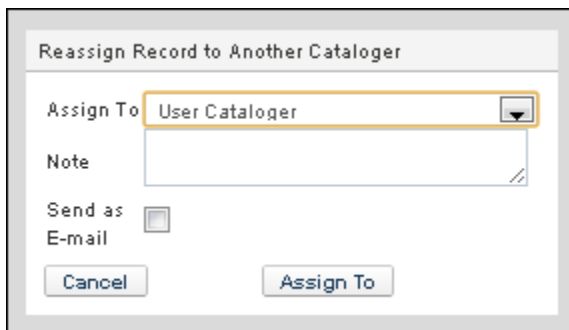 Reassign Record to Another Cataloger
Assign To User Cataloger
Note
Send as
E-mail
Cancel Assign To